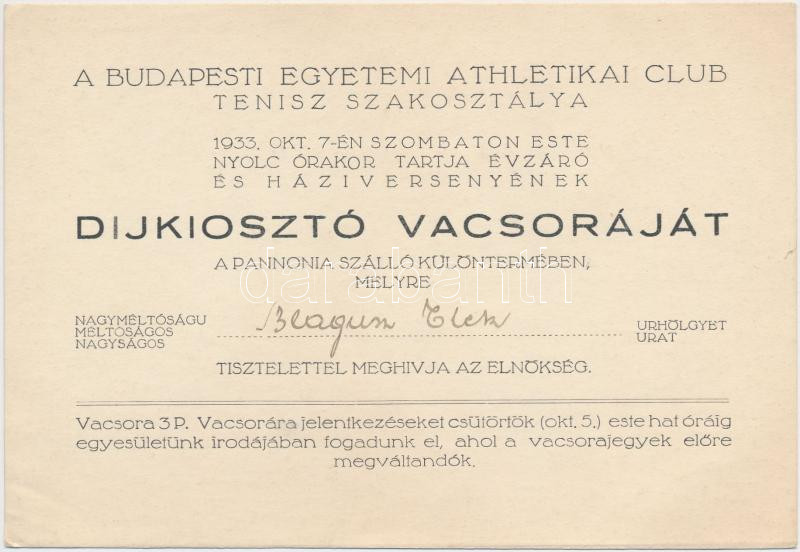 A BUDAPESTI EGYETEMI ATHLETIKAI CLUB
TENISZ SZAKOSZTÁLYA
1933. OKT. 7-ÉN SZOMBATON ESTE
NYOLC ÓRAKOR TARTJA ÉVZÁRÓ
ÉS HÁZIVERSENYÉNEK
DIJKIOSZTÓ VACSORÁJÁT
A PANNONIA SZÁLLÓ KÜLÖNTERMÉBEN,
MELYRE
NAGYMÉLTÓSÁGU
MÉLTÓSÁGOS
NAGYSÁGOS
Elek
URHÖLGYET
URAT
TISZTELETTEL MEGHIVJA AZ ELNÖKSÉG.
Vacsora 3 P. Vacsorára jelentkezéseket csütörtök (okt. 5.) este hat óráig
egyesületünk irodájában fogadunk el, ahol a vacsorajegyek előre
megváltandók.
darabanth